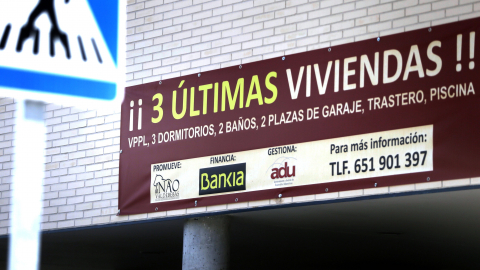 ¡¡ 3 ÚLTIMAS VIVIENDAS !!
VPPL, 3 DORMITORIOS, 2 BAÑOS, 2 PLAZAS DE GARAJE, TRASTERO, PISCINA
PROMUEVE:
NAO
FINANCIA:
Bankia
GESTIONA:
adu
Para más información:
TLF. 651 901 397